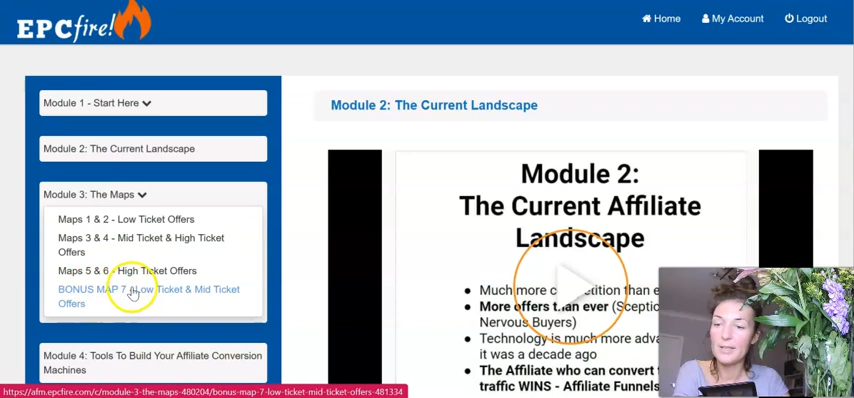 EPCfire!
Home
My Account
Logout
Module 1 - Start Here
Module 2: The Current Landscape
Module 3: The Maps
Maps 1 & 2 - Low Ticket Offers
Maps 3 & 4 - Mid Ticket & High Ticket
Offers
Maps 5 & 6 - High Ticket Offers
BONUS MAP 7 - Low Ticket & Mid Ticket
Offers
Module 4: Tools To Build Your Affiliate Conversion
Machines
https://afm.epcfire.com/c/module-3-the-maps-480204/bonus-map-7-low-ticket-mid-ticket-offers-481334
Module 2: The Current Landscape
Module 2:
The Current Affiliate
Landscape
Much more competition than e
More offers than ever (Scepti
Nervous Buyers)
Technology is much more adva
it was a decade ago
The Affiliate who can convert
traffic WINS - Affiliate Funnels